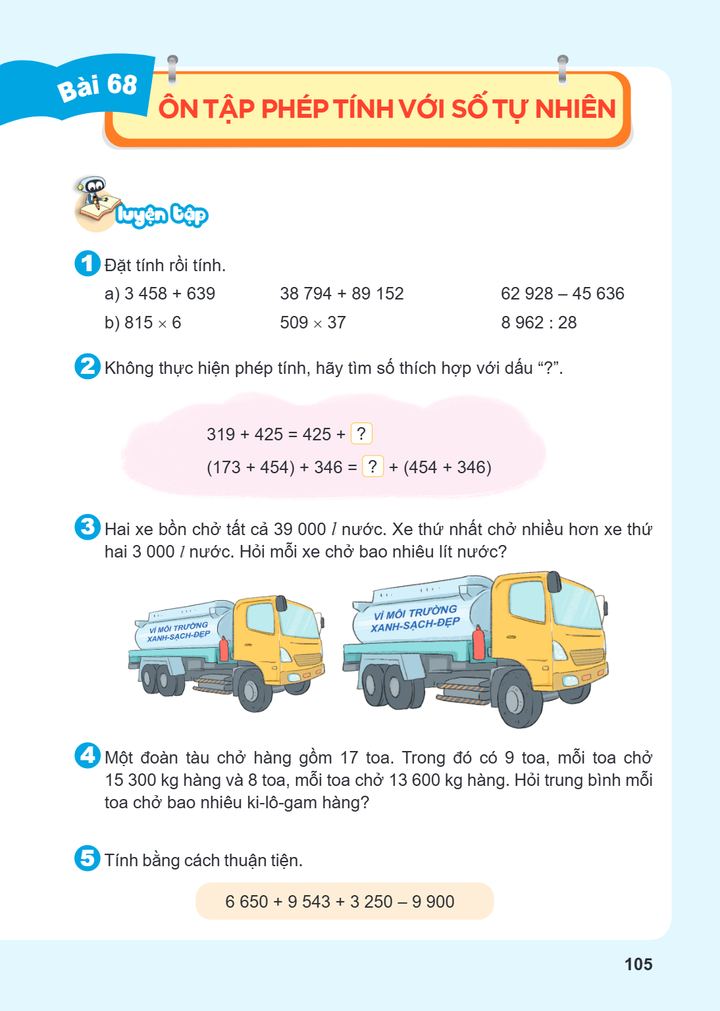 Bài 68
ÔN TẬP PHÉP TÍNH VỚI SỐ TỰ NHIÊN
luyện tập
1 Đặt tính rồi tính.
a) 3 458 + 639 38 794 + 89 152 62 928 – 45 636
b) 815 × 6 509 × 37 8 962 : 28
2 Không thực hiện phép tính, hãy tìm số thích hợp với dấu “?”.
319 + 425 = 425 + ?
(173 + 454) + 346 = ? + (454 + 346)
3 Hai xe bồn chở tất cả 39 000 l nước. Xe thứ nhất chở nhiều hơn xe thứ
hai 3 000 l nước. Hỏi mỗi xe chở bao nhiêu lít nước?
VÌ MÔI TRƯỜNG
XANH-SẠCH-ĐẸP
VÌ MÔI TRƯỜNG
XANH-SẠCH-ĐẸP
4 Một đoàn tàu chở hàng gồm 17 toa. Trong đó có 9 toa, mỗi toa chở
15 300 kg hàng và 8 toa, mỗi toa chở 13 600 kg hàng. Hỏi trung bình mỗi
toa chở bao nhiêu ki-lô-gam hàng?
5 Tính bằng cách thuận tiện.
6 650 + 9 543 + 3 250 – 9 900
105